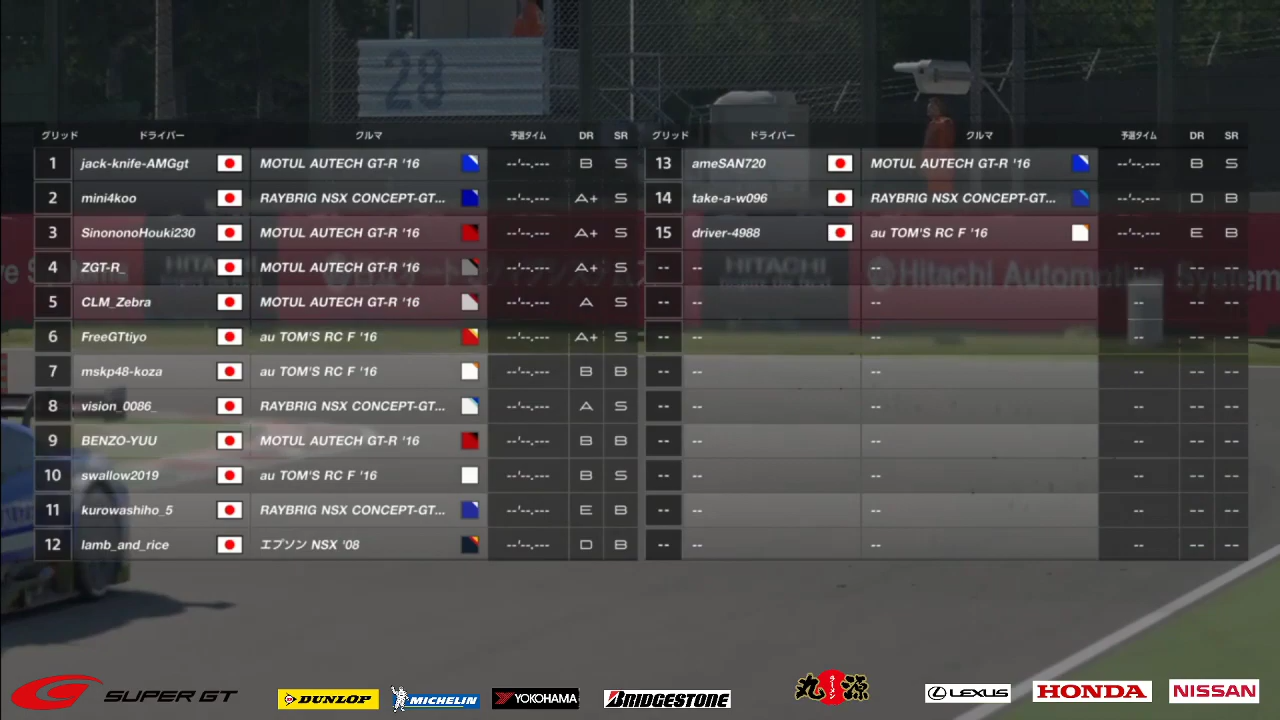 28
グリッド ドライバー クルマ 予選タイム DR SR
1 jack-knife-AMGgt MOTUL AUTECH GT-R '16 --'--.--- B S
2 mini4koo RAYBRIG NSX CONCEPT-GT... --'--.--- A+ S
3 SinononoHouki230 MOTUL AUTECH GT-R '16 --'--.--- A+ S
4 ZGT-R_ MOTUL AUTECH GT-R '16 --'--.--- A+ S
5 CLM_Zebra MOTUL AUTECH GT-R '16 --'--.--- A S
6 FreeGTtiyo au TOM'S RC F '16 --'--.--- A+ S
7 mskp48-koza au TOM'S RC F '16 --'--.--- B B
8 vision_0086_ RAYBRIG NSX CONCEPT-GT... --'--.--- A S
9 BENZO-YUU MOTUL AUTECH GT-R '16 --'--.--- B B
10 swallow2019 au TOM'S RC F '16 --'--.--- B S
11 kurowashiho_5 RAYBRIG NSX CONCEPT-GT... --'--.--- E B
12 lamb_and_rice エプソン NSX '08 --'--.--- D B
グリッド ドライバー クルマ 予選タイム DR SR
13 ameSAN720 MOTUL AUTECH GT-R '16 --'--.--- B S
14 take-a-w096 RAYBRIG NSX CONCEPT-GT... --'--.--- D B
15 driver-4988 au TOM'S RC F '16 --'--.--- E B
-- -- -- -- -- --
-- -- -- -- -- --
-- -- -- -- -- --
-- -- -- -- -- --
-- -- -- -- -- --
-- -- -- -- -- --
-- -- -- -- -- --
-- -- -- -- -- --
-- -- -- -- -- --
HITACHI
HITACHI
Hitachi Automotive Systems
SUPER GT DUNLOP MICHELIN YOKOHAMA BRIDGESTONE 丸源 ラーメン LEXUS HONDA NISSAN